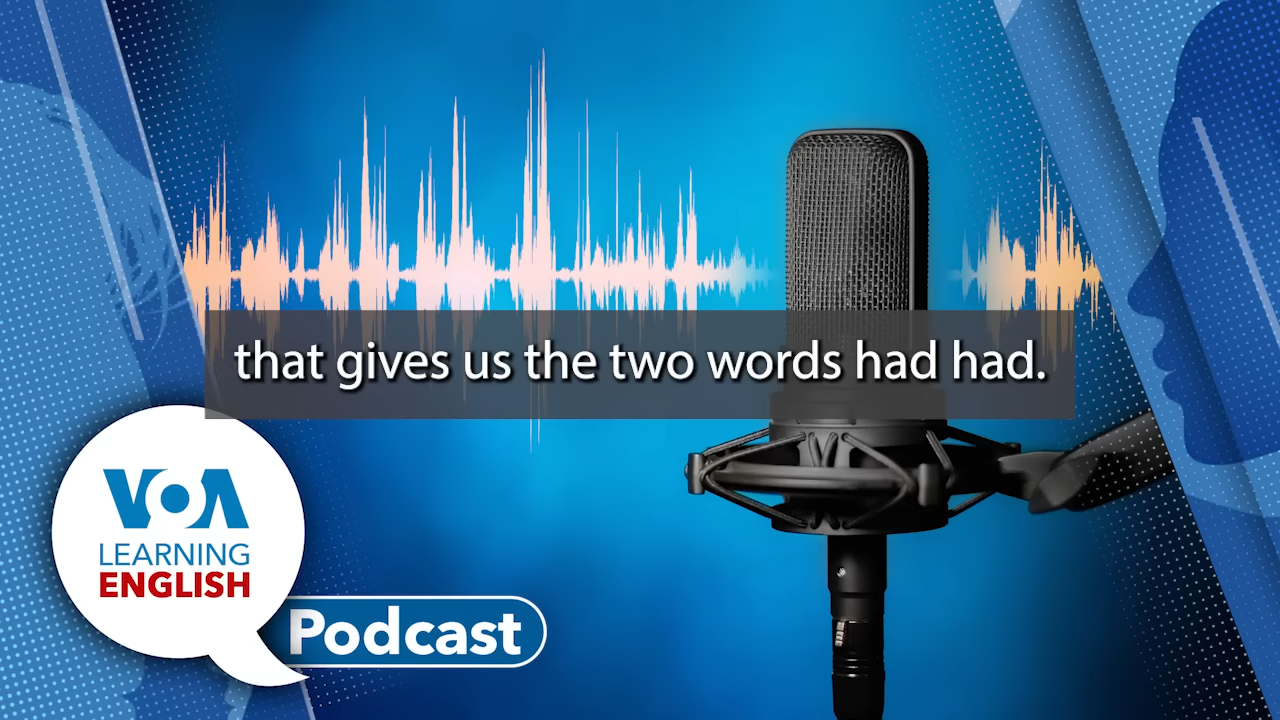 that gives us the two words had had.
VOA
LEARNING
ENGLISH
Podcast